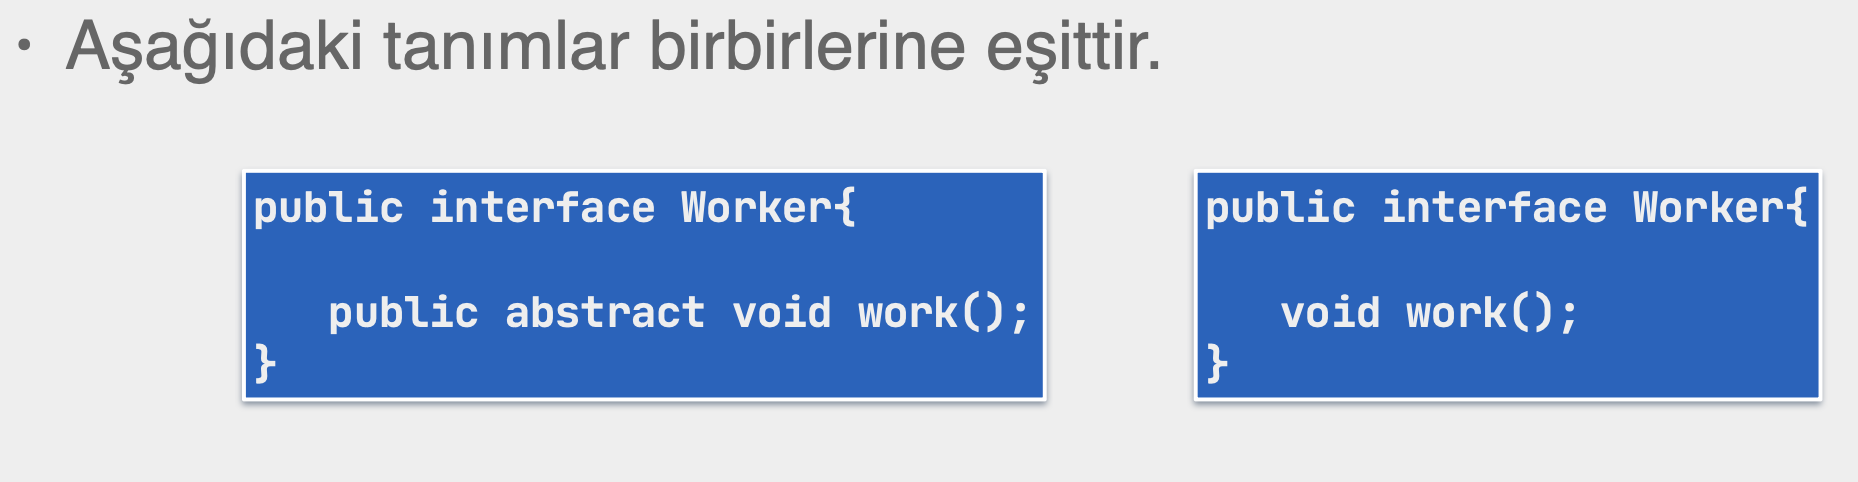 • Aşağıdaki tanımlar birbirlerine eşittir.
public interface Worker{
public abstract void work();
}
public interface Worker{
void work();
}